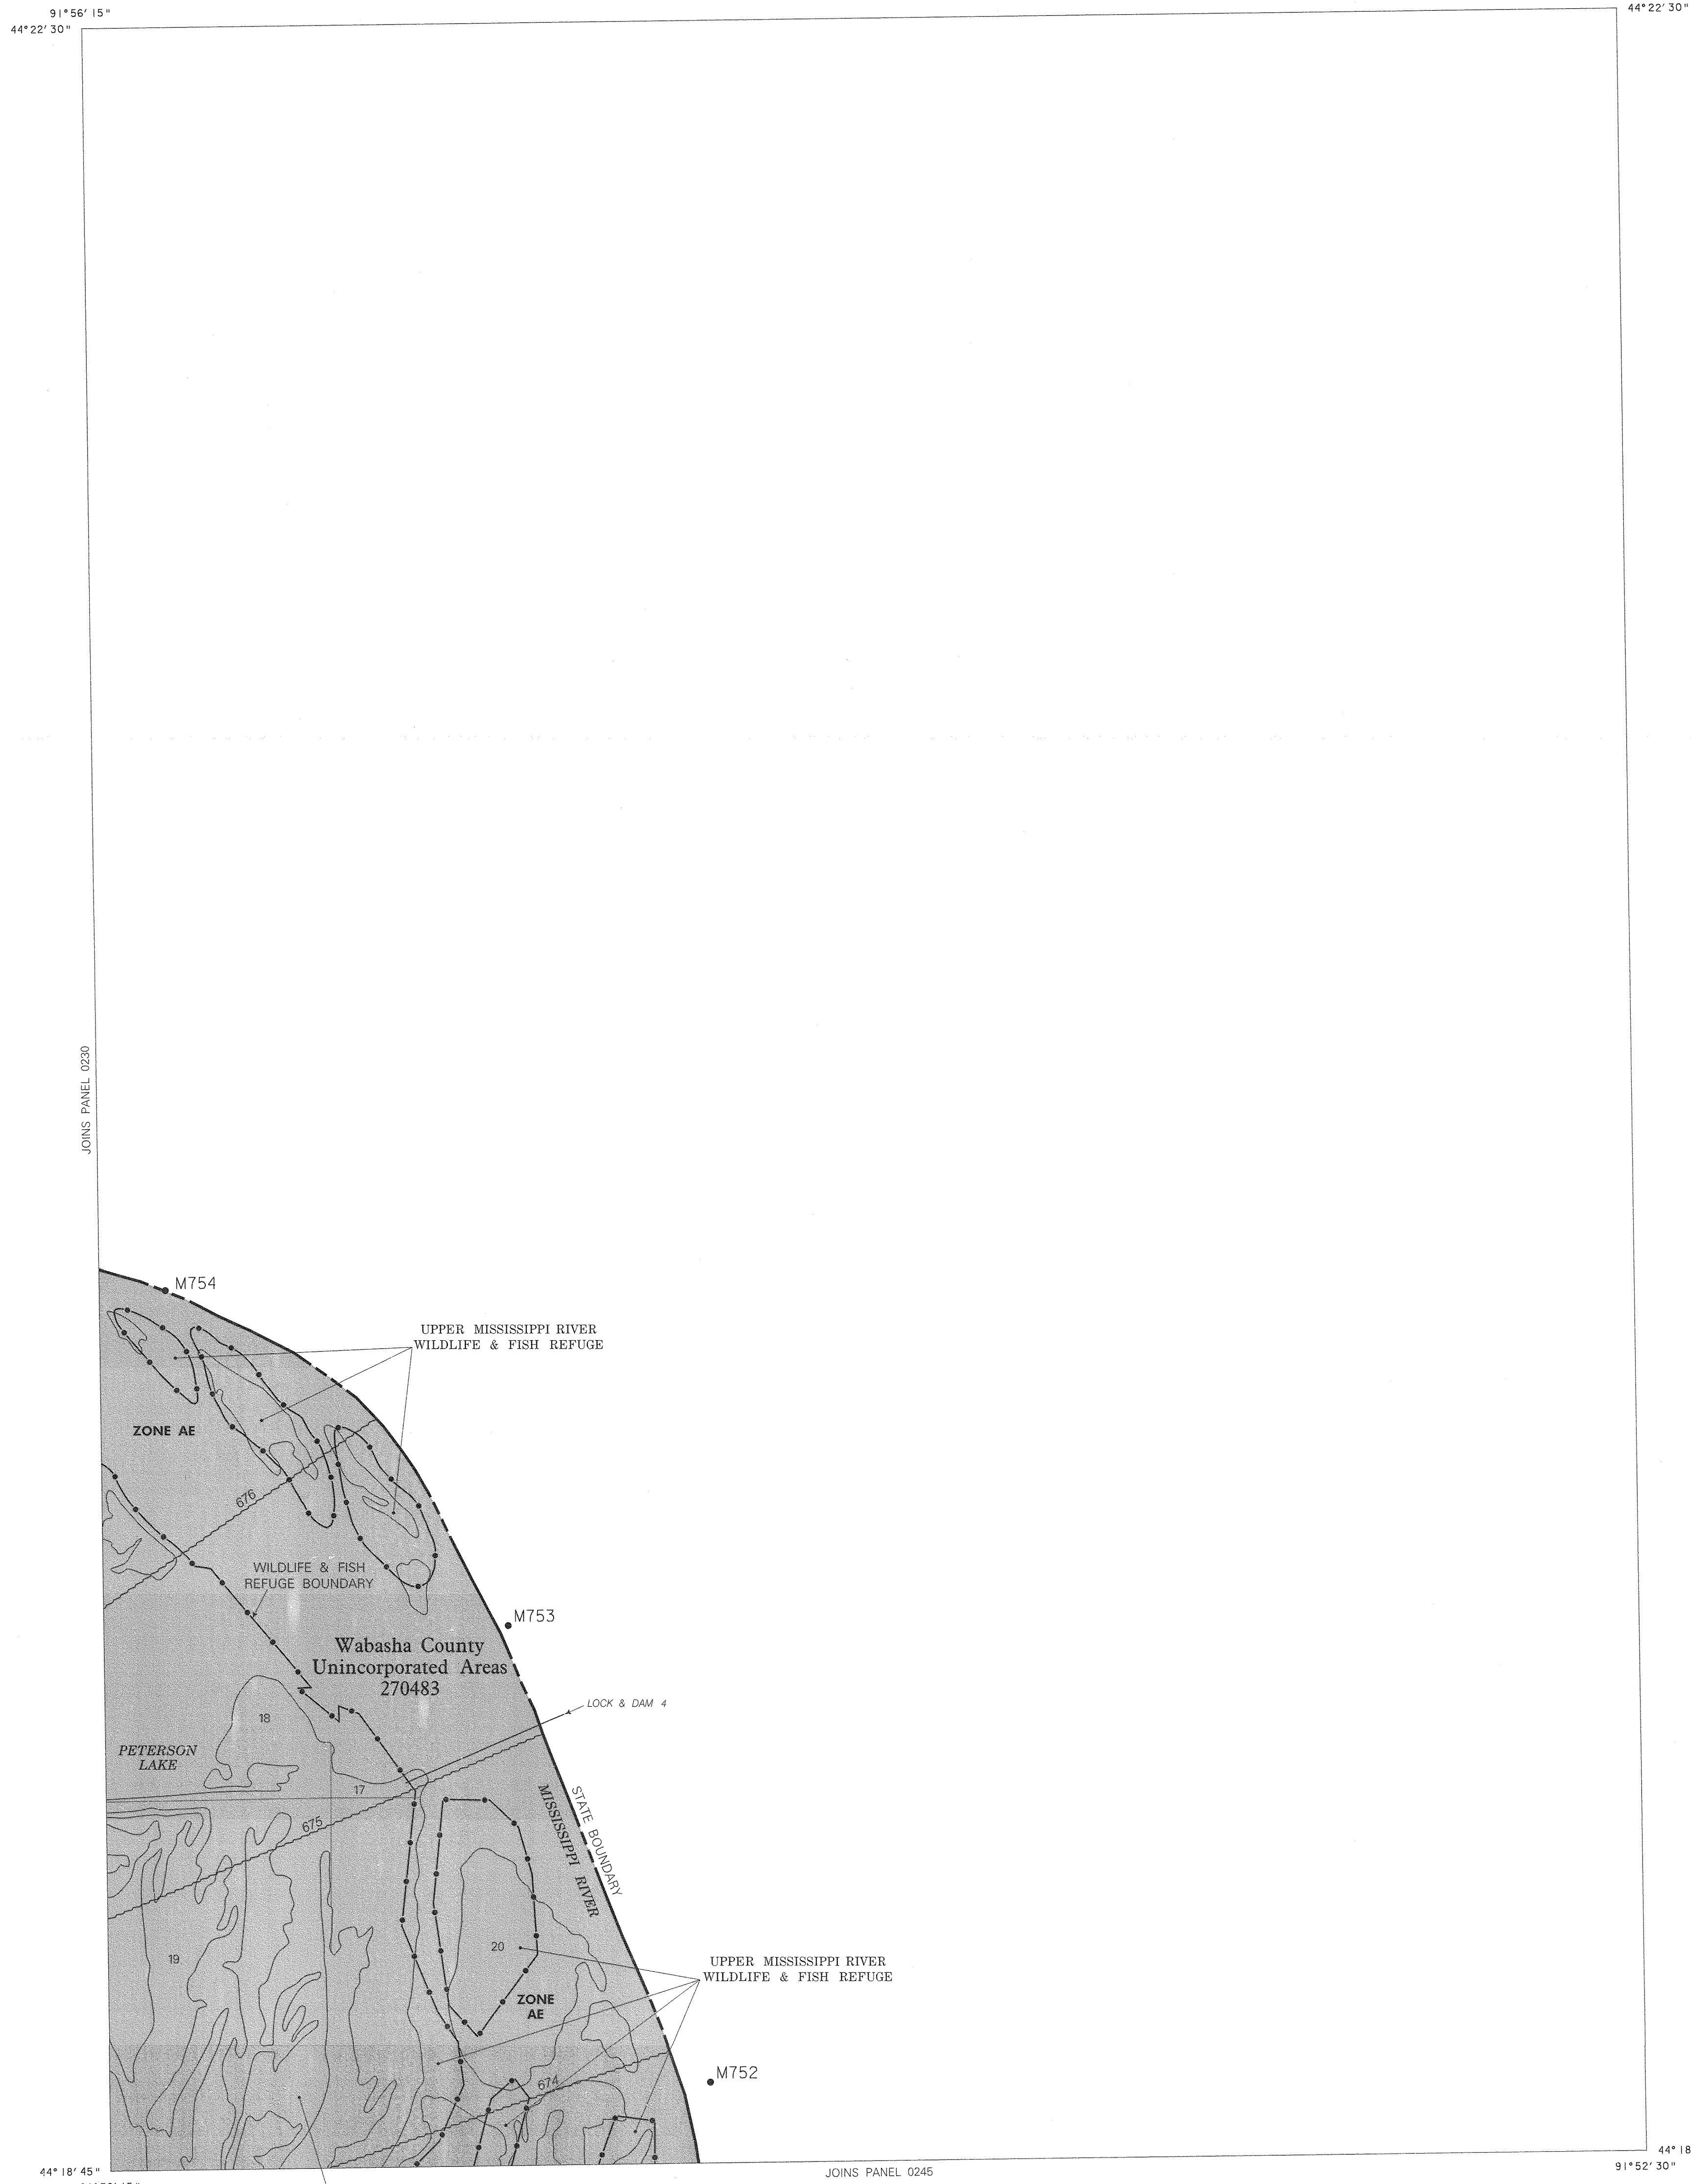 91°56'15"
44°22'30"
44°22'30"
JOINS PANEL 0230
M754
UPPER MISSISSIPPI RIVER
WILDLIFE & FISH REFUGE
ZONE AE
676
WILDLIFE & FISH
REFUGE BOUNDARY
M753
Wabasha County
Unincorporated Areas
270483
LOCK & DAM 4
18
PETERSON
LAKE
17
675
STATE BOUNDARY
MISSISSIPPI RIVER
19
20
UPPER MISSISSIPPI RIVER
WILDLIFE & FISH REFUGE
ZONE
AE
M752
674
44°18
44°18'45"
91°52'30"
JOINS PANEL 0245